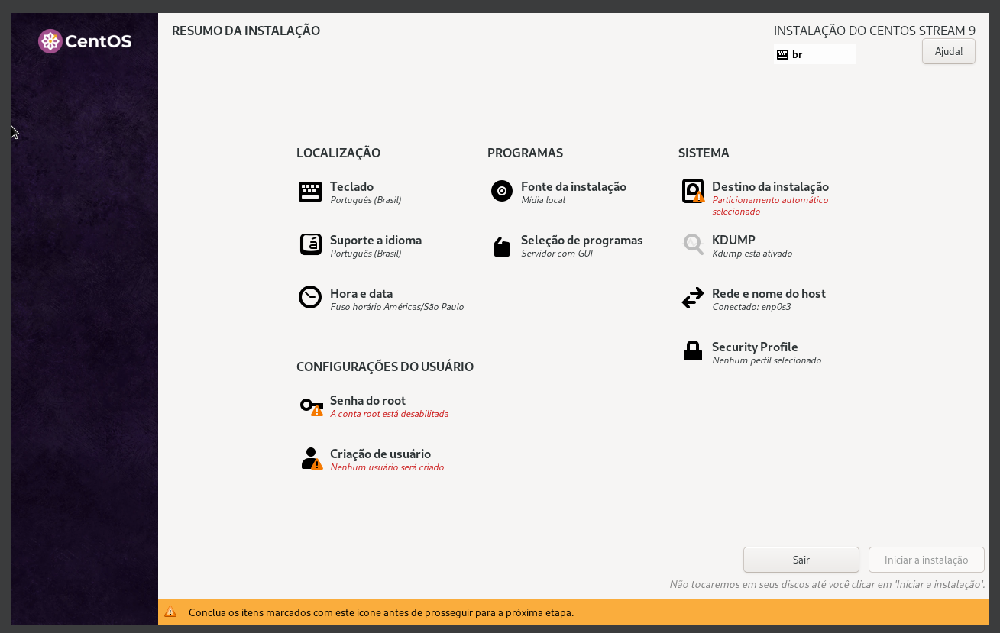 CentOS
RESUMO DA INSTALAÇÃO
INSTALAÇÃO DO CENTOS STREAM 9
br
Ajuda!
LOCALIZAÇÃO
Teclado
Português (Brasil)
Suporte a idioma
Português (Brasil)
Hora e data
Fuso horário Américas/São Paulo
PROGRAMAS
Fonte da instalação
Mídia local
Seleção de programas
Servidor com GUI
SISTEMA
Destino da instalação
Particionamento automático
selecionado
KDUMP
Kdump está ativado
Rede e nome do host
Conectado: enp0s3
Security Profile
Nenhum perfil selecionado
CONFIGURAÇÕES DO USUÁRIO
Senha do root
A conta root está desabilitada
Criação de usuário
Nenhum usuário será criado
Sair
Iniciar a instalação
Não tocaremos em seus discos até você clicar em 'Iniciar a instalação'.
Conclua os itens marcados com este ícone antes de prosseguir para a próxima etapa.